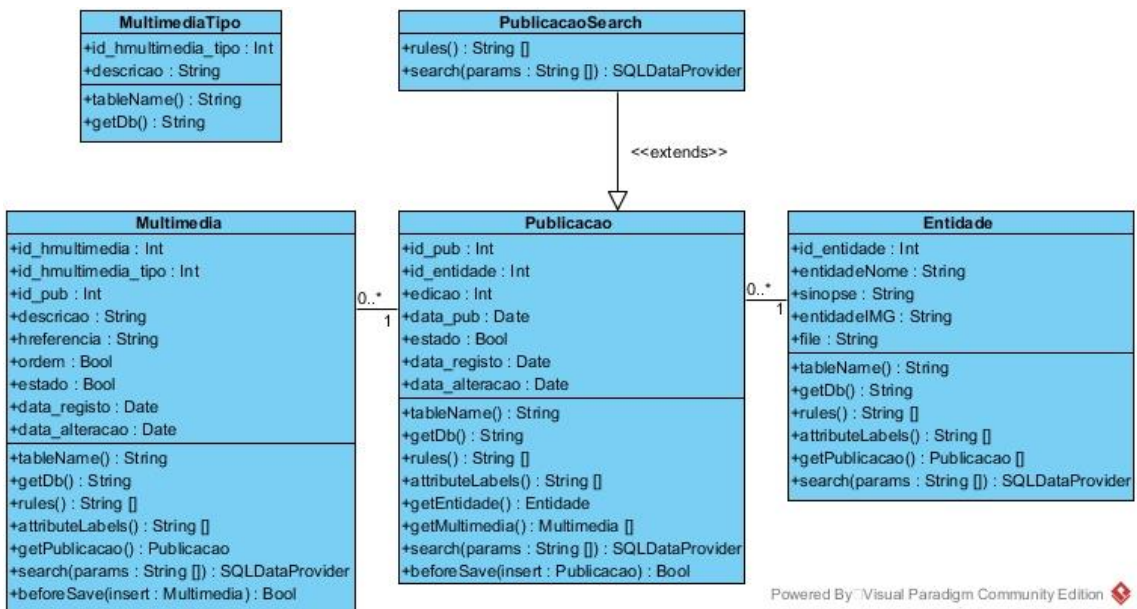 MultimediaTipo
+id_hmultimedia_tipo : Int
+descricao : String
+tableName() : String
+getDb() : String
PublicacaoSearch
+rules() : String []
+search(params : String []) : SQLDataProvider
<<extends>>
Multimedia
+id_hmultimedia : Int
+id_hmultimedia_tipo : Int
+id_pub : Int
+descricao : String
+hreferencia : String
+ordem : Bool
+estado : Bool
+data_registo : Date
+data_alteracao : Date
+tableName() : String
+getDb() : String
+rules() : String []
+attributeLabels() : String []
+getPublicacao() : Publicacao
+search(params : String []) : SQLDataProvider
+beforeSave(insert : Multimedia) : Bool
0..*
1
Publicacao
+id_pub : Int
+id_entidade : Int
+edicao : Int
+data_pub : Date
+estado : Bool
+data_registo : Date
+data_alteracao : Date
+tableName() : String
+getDb() : String
+rules() : String []
+attributeLabels() : String []
+getEntidade() : Entidade
+getMultimedia() : Multimedia []
+search(params : String []) : SQLDataProvider
+beforeSave(insert : Publicacao) : Bool
0..*
1
Entidade
+id_entidade : Int
+entidadeNome : String
+sinopse : String
+entidadeIMG : String
+file : String
+tableName() : String
+getDb() : String
+rules() : String []
+attributeLabels() : String []
+getPublicacao() : Publicacao []
+search(params : String []) : SQLDataProvider
Powered By Visual Paradigm Community Edition